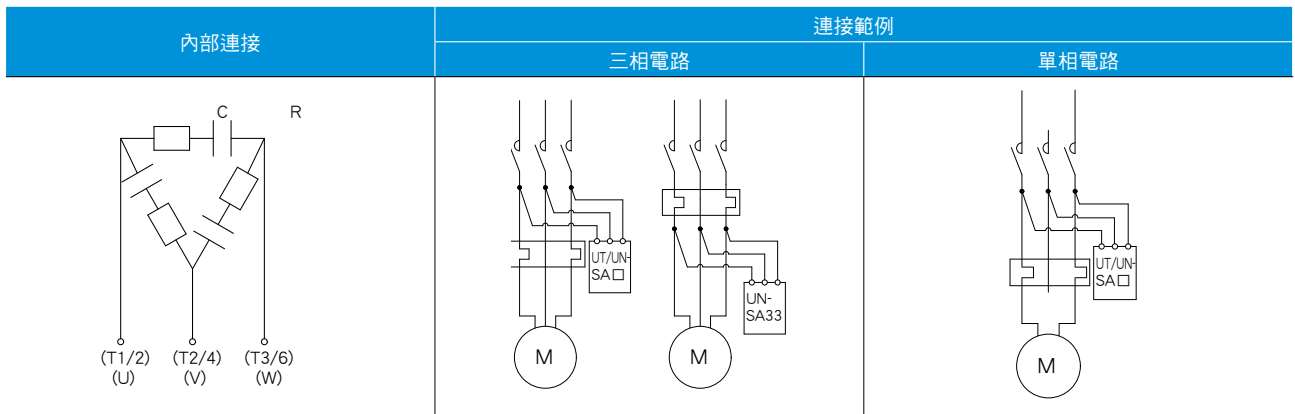 內部連接
連接範例
三相電路
單相電路
C
R
(T1/2)
(U)
(T2/4)
(V)
(T3/6)
(W)
UT/UN-
SA□
M
UN-
SA33
M
UT/UN-
SA□
M